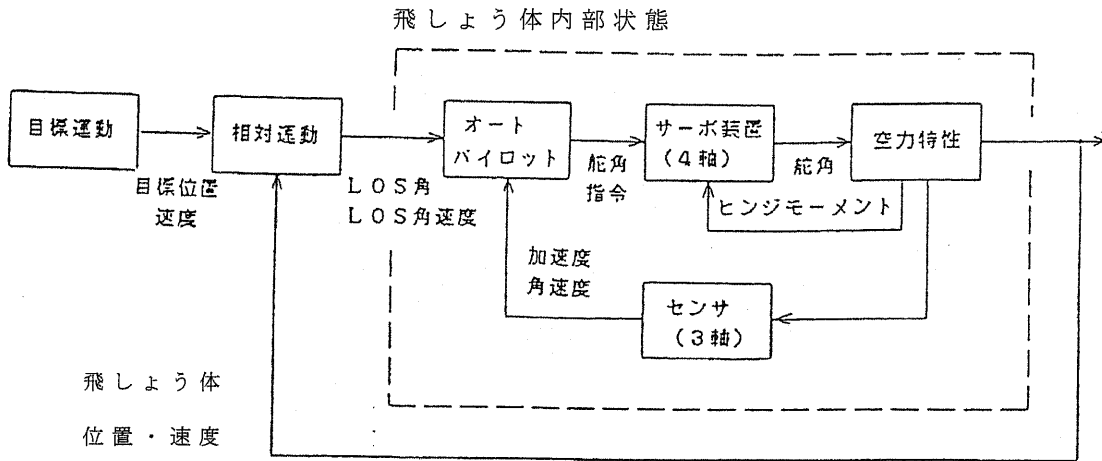 飛しょう体内部状態
目標運動
相対運動
オート
パイロット
サーボ装置
(4軸)
空力特性
目標位置
速度
LOS角
LOS角速度
舵角
指令
舵角
ヒンジモーメント
加速度
角速度
センサ
(3軸)
飛しょう体
位置・速度